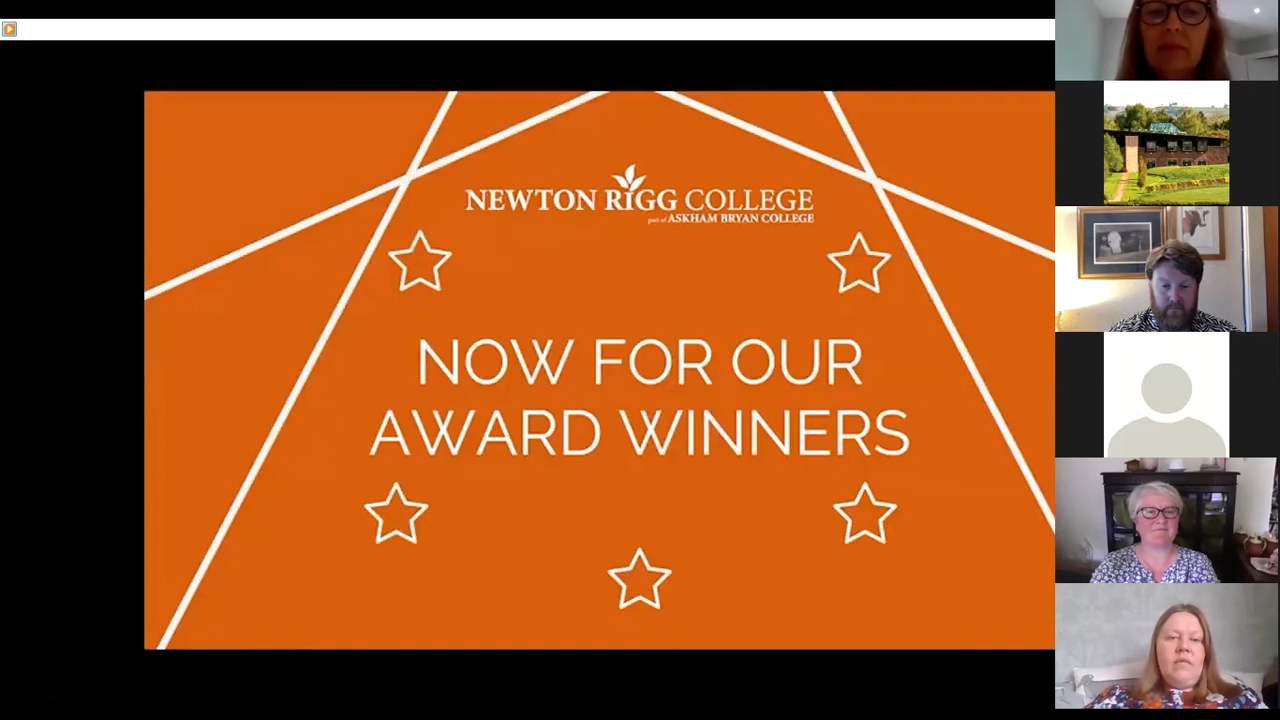 NEWTON RIGG COLLEGE
part of ASKHAM BRYAN COLLEGE
NOW FOR OUR
AWARD WINNERS